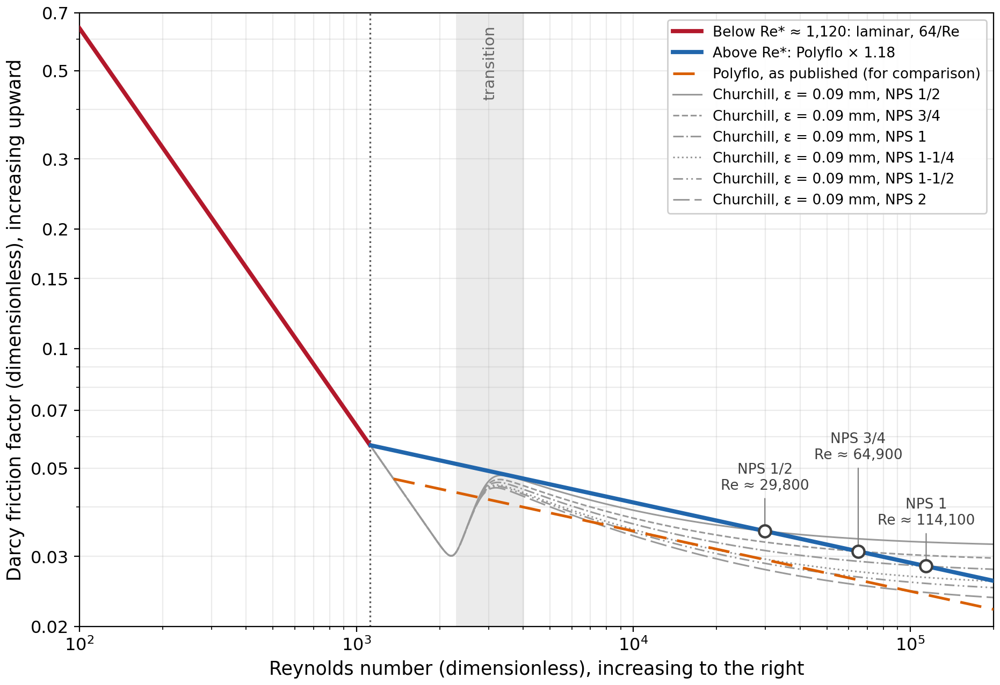 0.7
0.5
0.3
0.2
0.15
0.1
0.07
0.05
0.03
0.02
Darcy friction factor (dimensionless), increasing upward
transition
Below Re* ≈ 1,120: laminar, 64/Re
Above Re*: Polyflo × 1.18
Polyflo, as published (for comparison)
Churchill, ε = 0.09 mm, NPS 1/2
Churchill, ε = 0.09 mm, NPS 3/4
Churchill, ε = 0.09 mm, NPS 1
Churchill, ε = 0.09 mm, NPS 1-1/4
Churchill, ε = 0.09 mm, NPS 1-1/2
Churchill, ε = 0.09 mm, NPS 2
NPS 3/4
Re ≈ 64,900
NPS 1/2
Re ≈ 29,800
NPS 1
Re ≈ 114,100
10²
10³
10⁴
10⁵
Reynolds number (dimensionless), increasing to the right